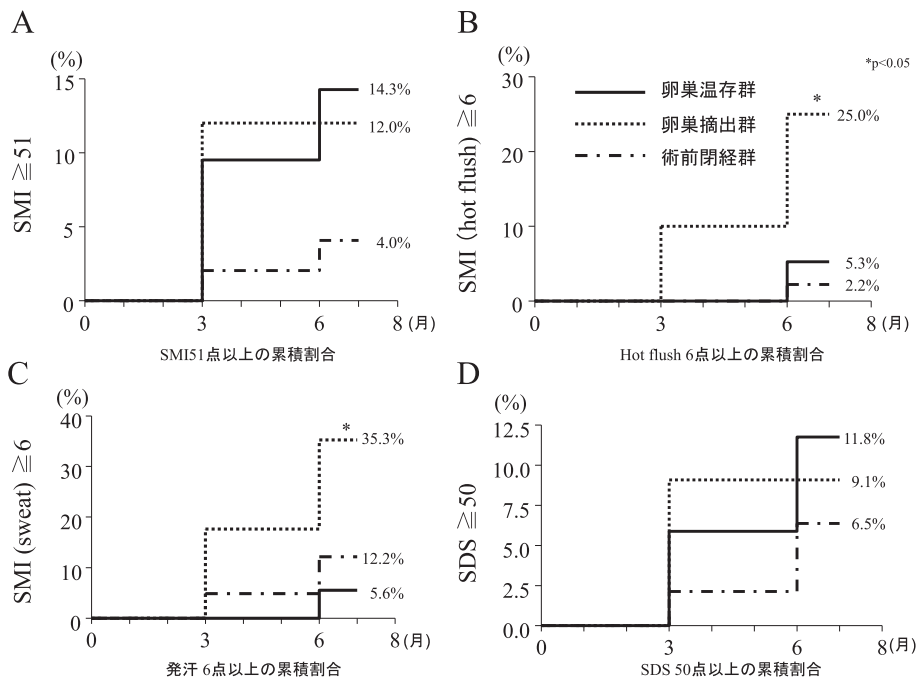 A
(%)
SMI ≧51
15
10
5
0
14.3%
12.0%
4.0%
0
3
6
8 (月)
SMI51点以上の累積割合
B
(%)
*p<0.05
SMI (hot flush) ≧6
30
20
10
0
卵巣温存群
卵巣摘出群
術前閉経群
*
25.0%
5.3%
2.2%
0
3
6
8 (月)
Hot flush 6点以上の累積割合
C
(%)
SMI (sweat) ≧6
40
30
20
10
0
*
35.3%
12.2%
5.6%
0
3
6
8 (月)
発汗 6点以上の累積割合
D
(%)
SDS ≧50
12.5
10.0
7.5
5.0
2.5
0.0
11.8%
9.1%
6.5%
0
3
6
8 (月)
SDS 50点以上の累積割合